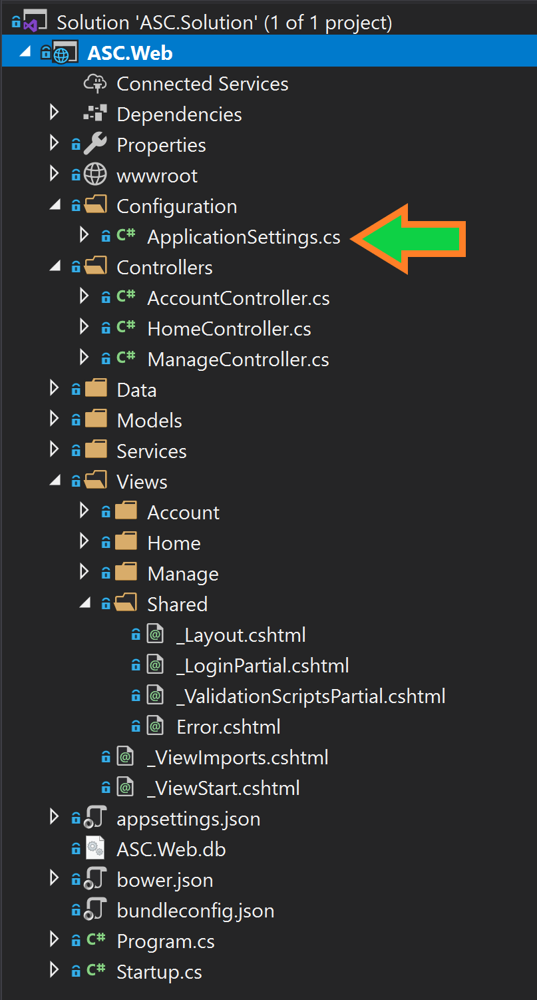 Solution 'ASC.Solution' (1 of 1 project)
ASC.Web
Connected Services
Dependencies
Properties
wwwroot
Configuration
C# ApplicationSettings.cs
Controllers
C# AccountController.cs
C# HomeController.cs
C# ManageController.cs
Data
Models
Services
Views
Account
Home
Manage
Shared
@ _Layout.cshtml
@ _LoginPartial.cshtml
@ _ValidationScriptsPartial.cshtml
@ Error.cshtml
@ _ViewImports.cshtml
@ _ViewStart.cshtml
appsettings.json
ASC.Web.db
bower.json
bundleconfig.json
C# Program.cs
C# Startup.cs